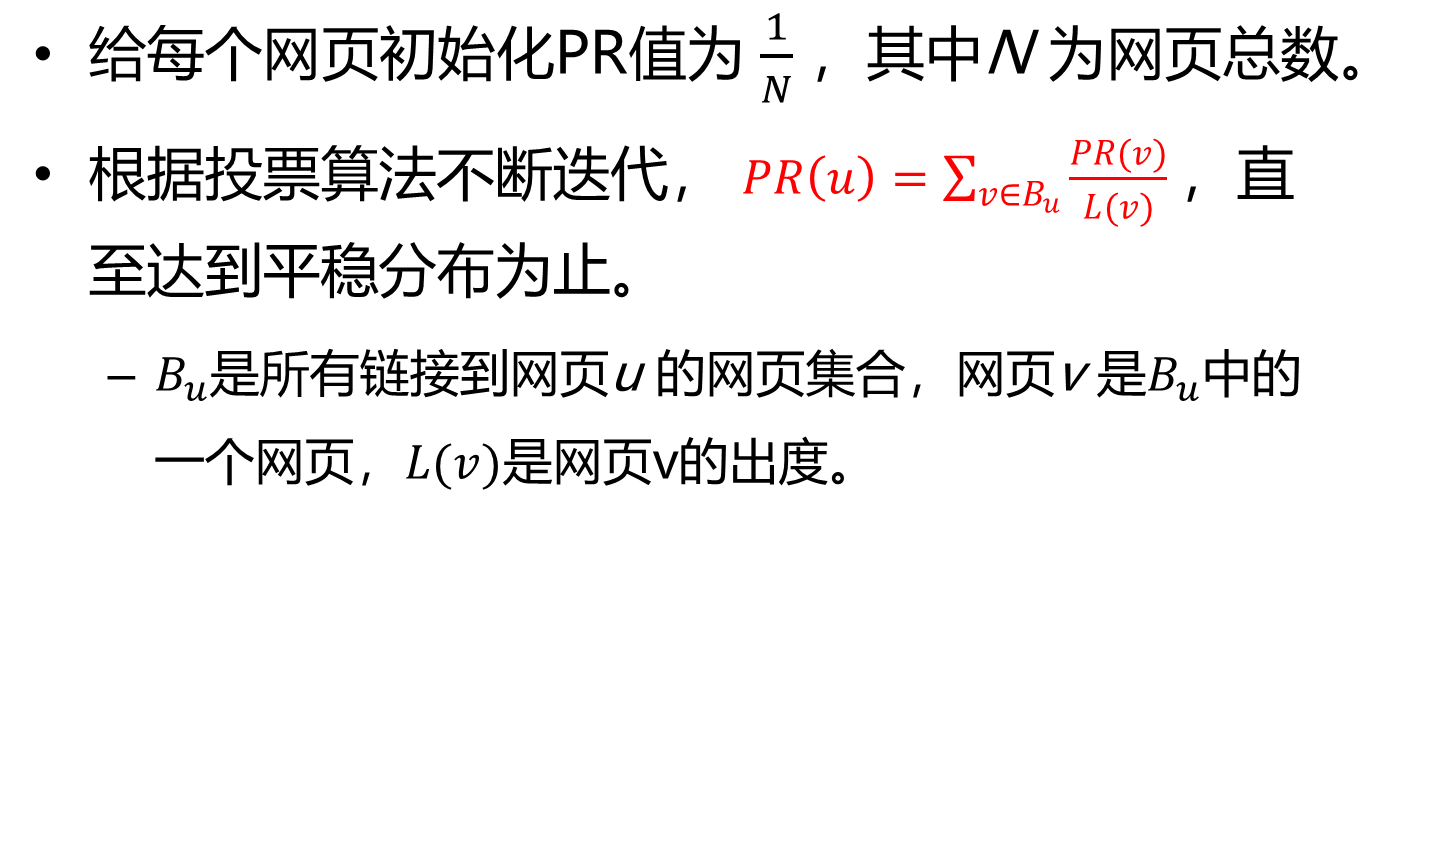 • 给每个网页初始化PR值为 1/N ，其中N 为网页总数。
• 根据投票算法不断迭代， PR(u) = ∑_{v∈B_u} PR(v)/L(v) ，直
至达到平稳分布为止。
– B_u是所有链接到网页u 的网页集合，网页v 是B_u中的
一个网页，L(v)是网页v的出度。